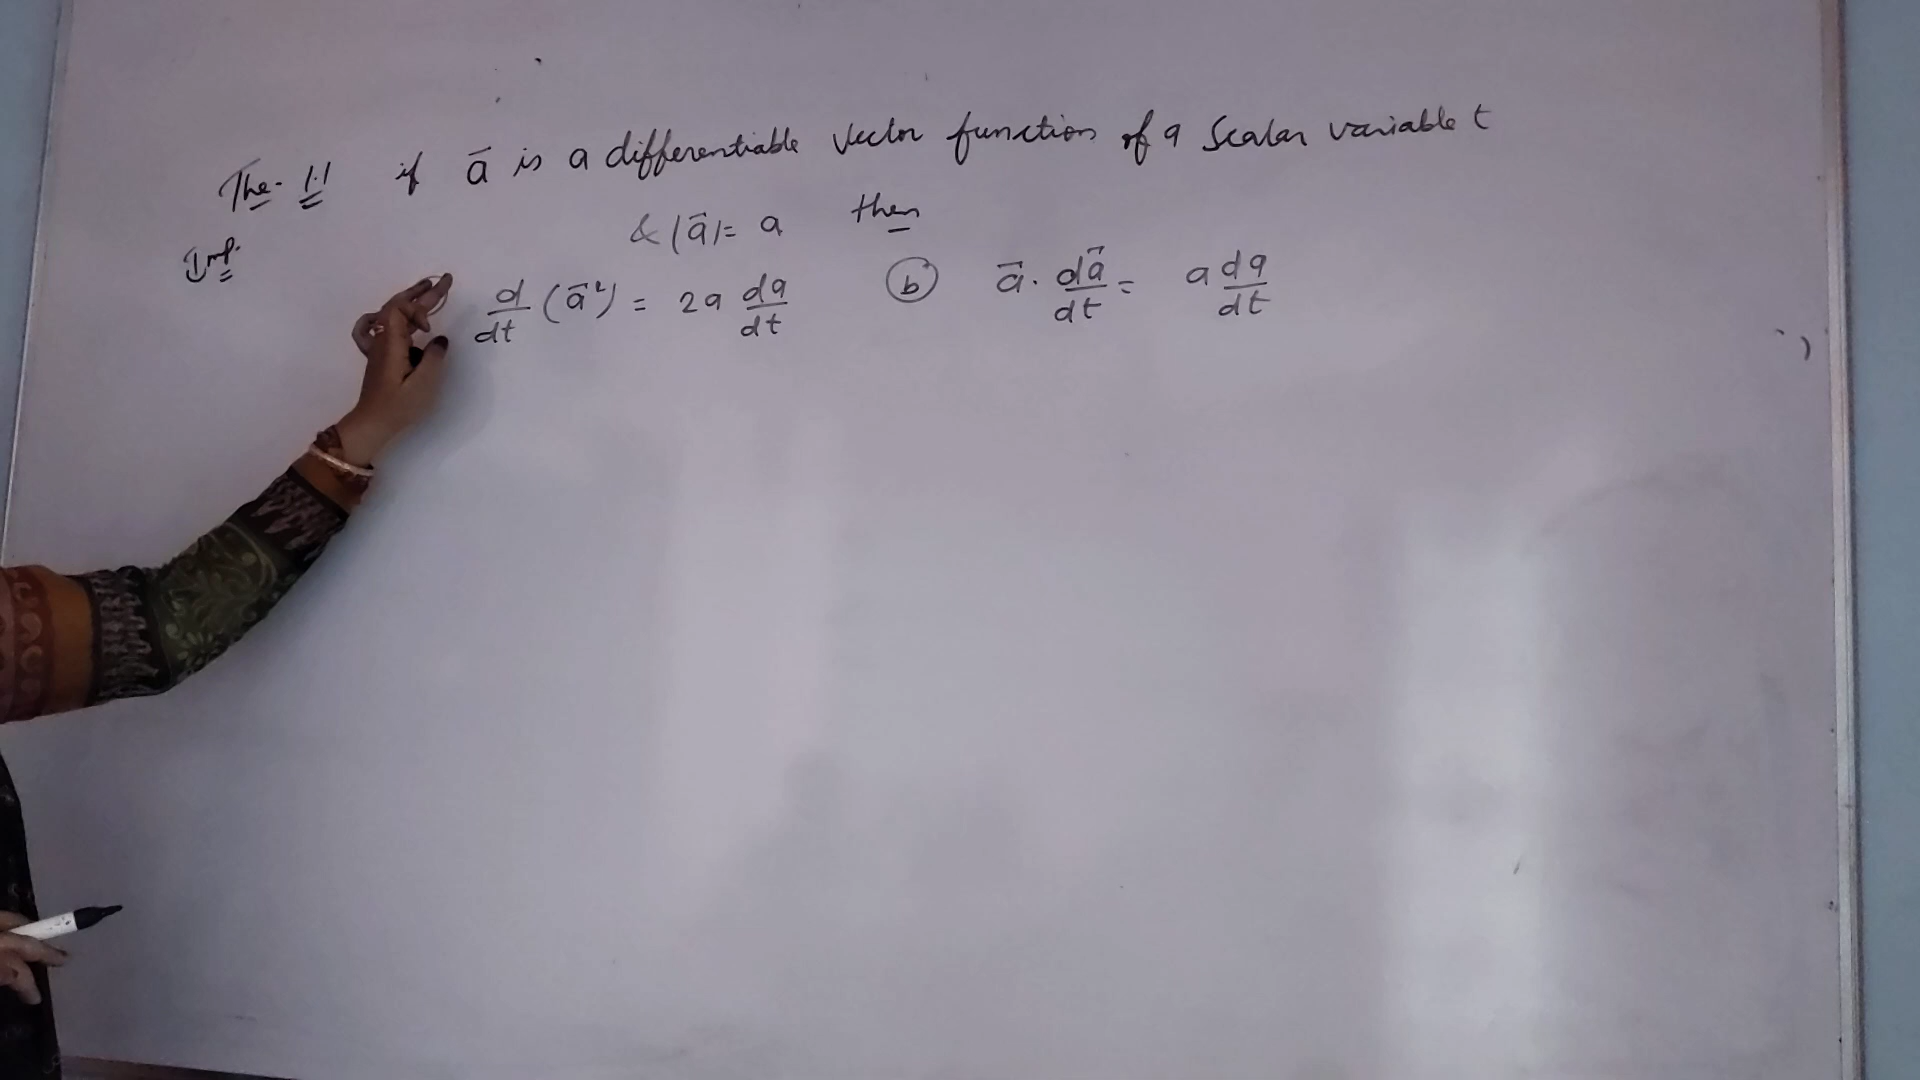 The. 1.1 if ā is a differentiable vector function of a scalar variable t
& |ā| = a then
Imp.
d/dt (ā²) = 2a da/dt (b) ā · dā/dt = a da/dt